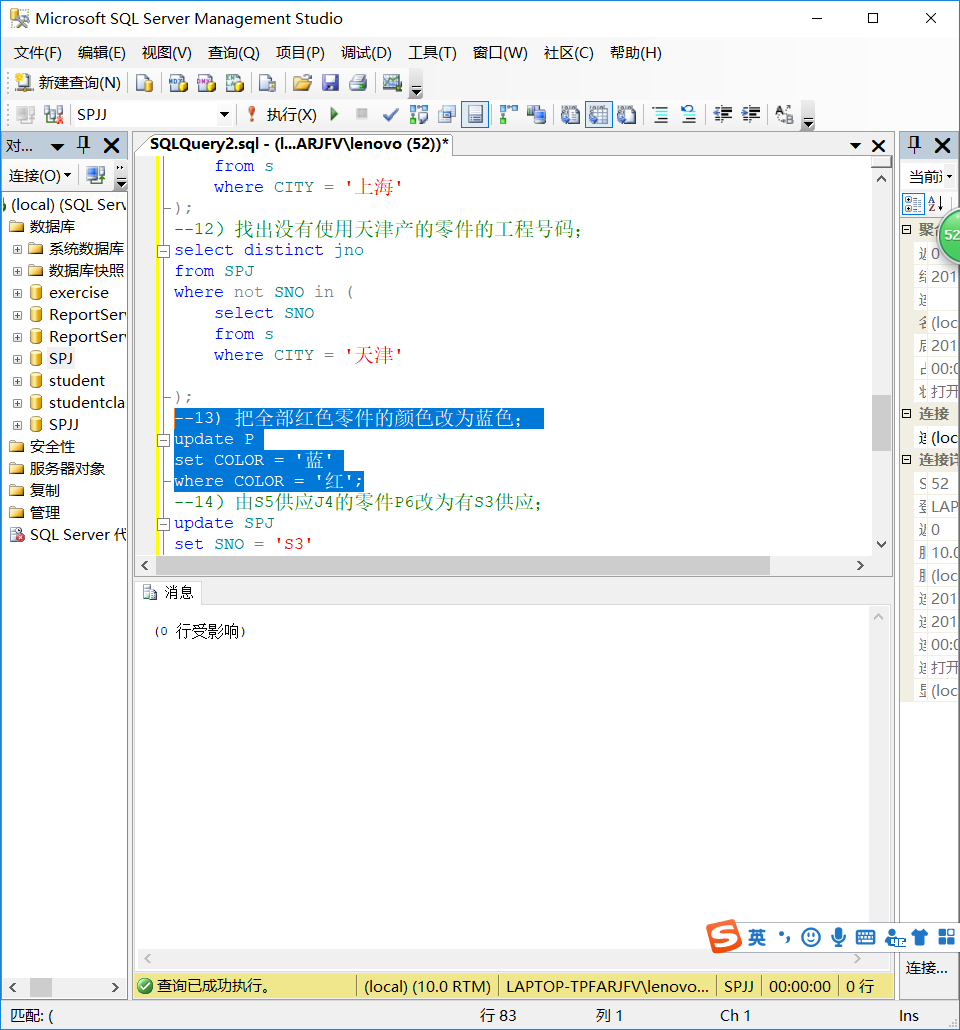 Microsoft SQL Server Management Studio
文件(F) 编辑(E) 视图(V) 查询(Q) 项目(P) 调试(D) 工具(T) 窗口(W) 社区(C) 帮助(H)
新建查询(N)
SPJ 执行(X)
对...
连接(O)
(local) (SQL Serv
数据库
系统数据库
数据库快照
exercise
ReportServ
ReportServ
SPJ
student
studentcla
SPJJ
安全性
服务器对象
复制
管理
SQL Server 代
SQLQuery2.sql - (l...ARJFV\lenovo (52))*
from s
where CITY = '上海'
);
--12) 找出没有使用天津产的零件的工程号码;
select distinct jno
from SPJ
where not SNO in (
select SNO
from s
where CITY = '天津'
);
--13) 把全部红色零件的颜色改为蓝色;
update P
set COLOR = '蓝'
where COLOR = '红';
--14) 由S5供应J4的零件P6改为有S3供应;
update SPJ
set SNO = 'S3'
消息
(0 行受影响)
查询已成功执行。 (local) (10.0 RTM) LAPTOP-TPFARJFV\lenovo... SPJJ 00:00:00 0 行
当前
52
0
201
名 (loc
201
00:0
状 打开
连接
(loc
连接详
S 52
登 LAP
0
10.0
(loc
201
201
00:0
打开
(loc
英
连接...
匹配: ( 行 83 列 1 Ch 1 Ins